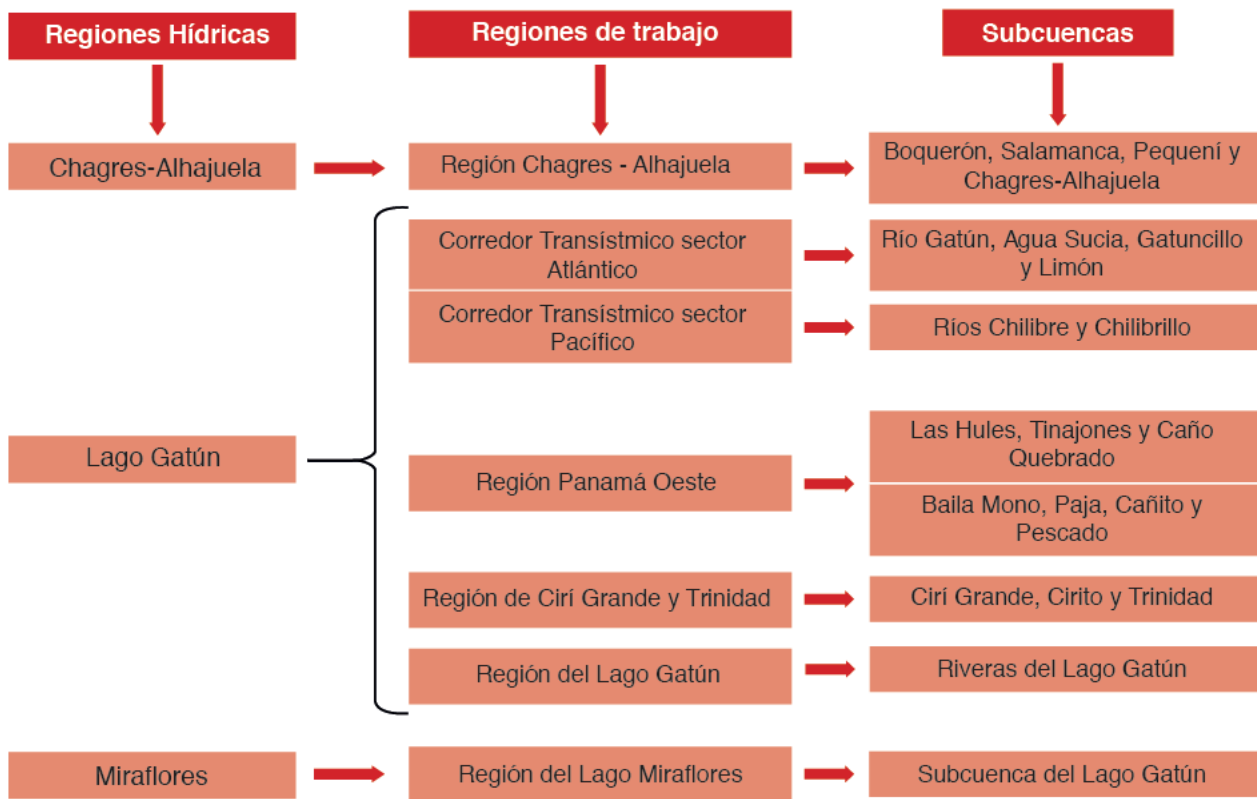 Regiones Hídricas
Regiones de trabajo
Subcuencas
Chagres-Alhajuela
Región Chagres - Alhajuela
Boquerón, Salamanca, Pequení y
Chagres-Alhajuela
Corredor Transístmico sector
Atlántico
Río Gatún, Agua Sucia, Gatuncillo
y Limón
Corredor Transístmico sector
Pacífico
Ríos Chilibre y Chilibrillo
Lago Gatún
Región Panamá Oeste
Las Hules, Tinajones y Caño
Quebrado
Baila Mono, Paja, Cañito y
Pescado
Región de Cirí Grande y Trinidad
Cirí Grande, Cirito y Trinidad
Región del Lago Gatún
Riveras del Lago Gatún
Miraflores
Región del Lago Miraflores
Subcuenca del Lago Gatún